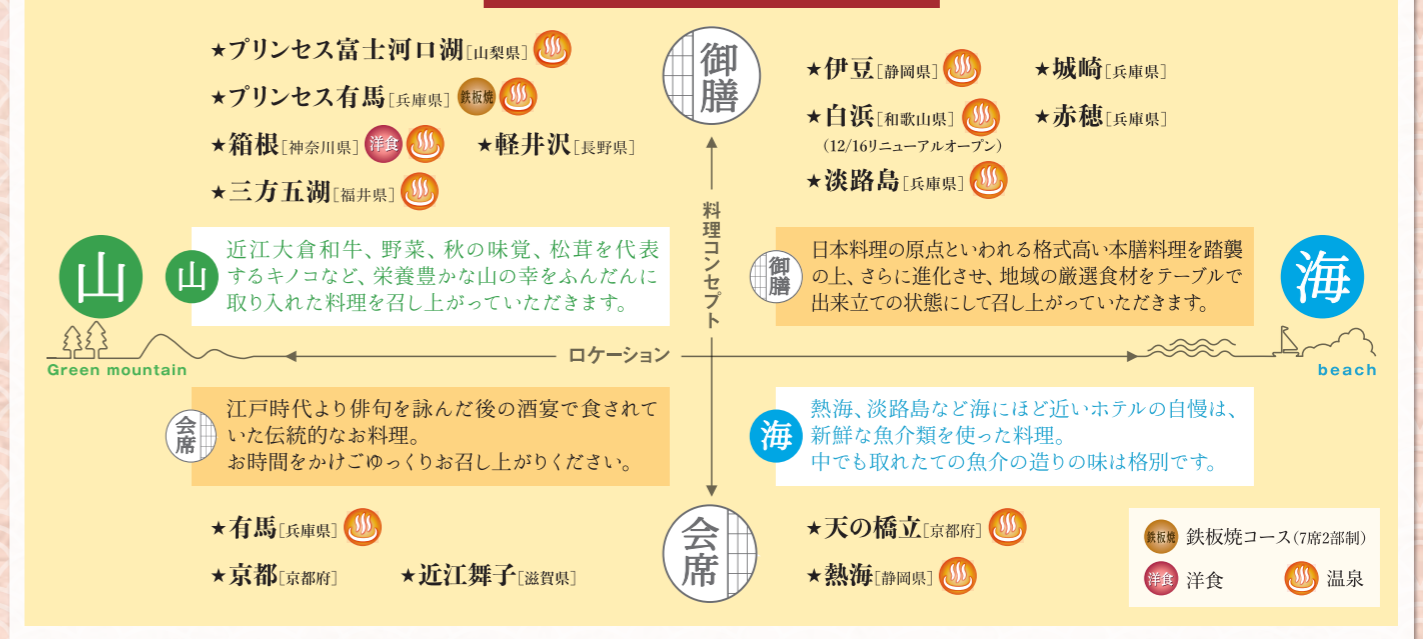 ★プリンセス富士河口湖[山梨県]
★プリンセス有馬[兵庫県] 鉄板焼
★箱根[神奈川県] 洋食 ★軽井沢[長野県]
★三方五湖[福井県]
御膳
★伊豆[静岡県] ★城崎[兵庫県]
★白浜[和歌山県] ★赤穂[兵庫県]
(12/16リニューアルオープン)
★淡路島[兵庫県]
料理コンセプト
山
山
近江大倉和牛、野菜、秋の味覚、松茸を代表
するキノコなど、栄養豊かな山の幸をふんだんに
取り入れた料理を召し上がっていただきます。
御膳
日本料理の原点といわれる格式高い本膳料理を踏襲
の上、さらに進化させ、地域の厳選食材をテーブルで
出来立ての状態にして召し上がっていただきます。
海
Green mountain
ロケーション
beach
会席
江戸時代より俳句を詠んだ後の酒宴で食されて
いた伝統的なお料理。
お時間をかけごゆっくりお召し上がりください。
海
熱海、淡路島など海にほど近いホテルの自慢は、
新鮮な魚介類を使った料理。
中でも取れたての魚介の造りの味は格別です。
★有馬[兵庫県]
★京都[京都府] ★近江舞子[滋賀県]
会席
★天の橋立[京都府]
★熱海[静岡県]
鉄板焼 鉄板焼コース(7席2部制)
洋食 洋食 温泉